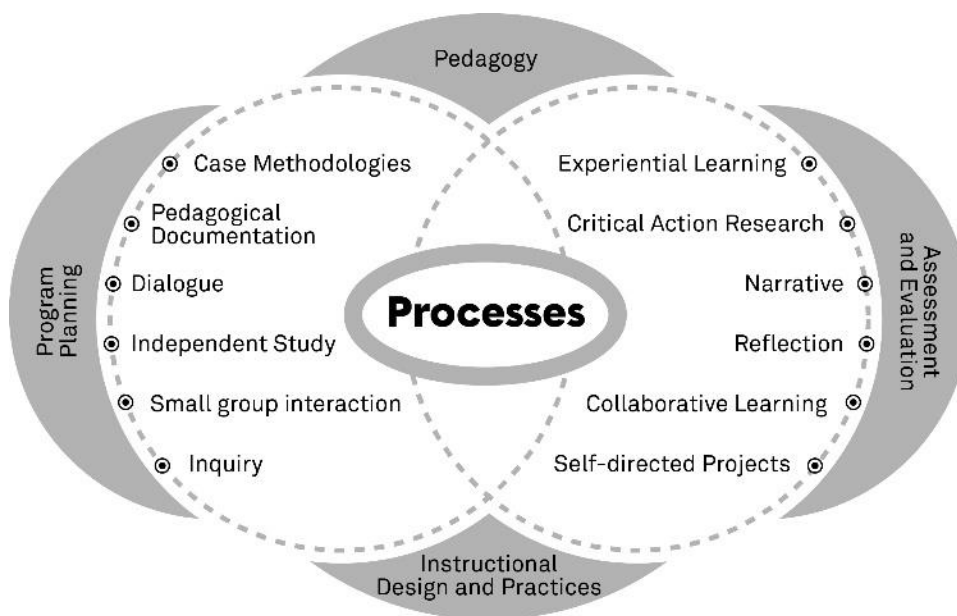 Pedagogy
Program
Planning
Case Methodologies
Pedagogical
Documentation
Dialogue
Independent Study
Small group interaction
Inquiry
Processes
Experiential Learning
Critical Action Research
Narrative
Reflection
Collaborative Learning
Self-directed Projects
Assessment
and Evaluation
Instructional
Design and Practices